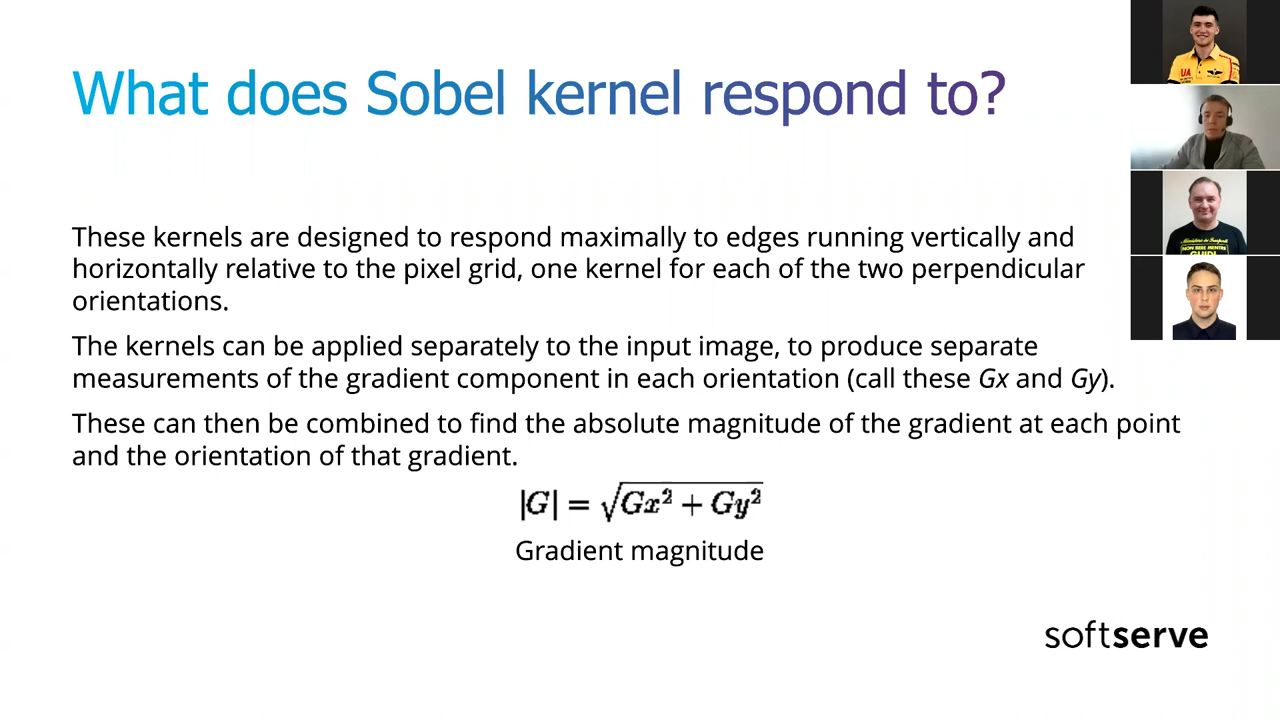 What does Sobel kernel respond to?
These kernels are designed to respond maximally to edges running vertically and
horizontally relative to the pixel grid, one kernel for each of the two perpendicular
orientations.
The kernels can be applied separately to the input image, to produce separate
measurements of the gradient component in each orientation (call these Gx and Gy).
These can then be combined to find the absolute magnitude of the gradient at each point
and the orientation of that gradient.
|G| = √Gx² + Gy²
Gradient magnitude
softserve
UA
NON BERE MENTRE
GUIDI